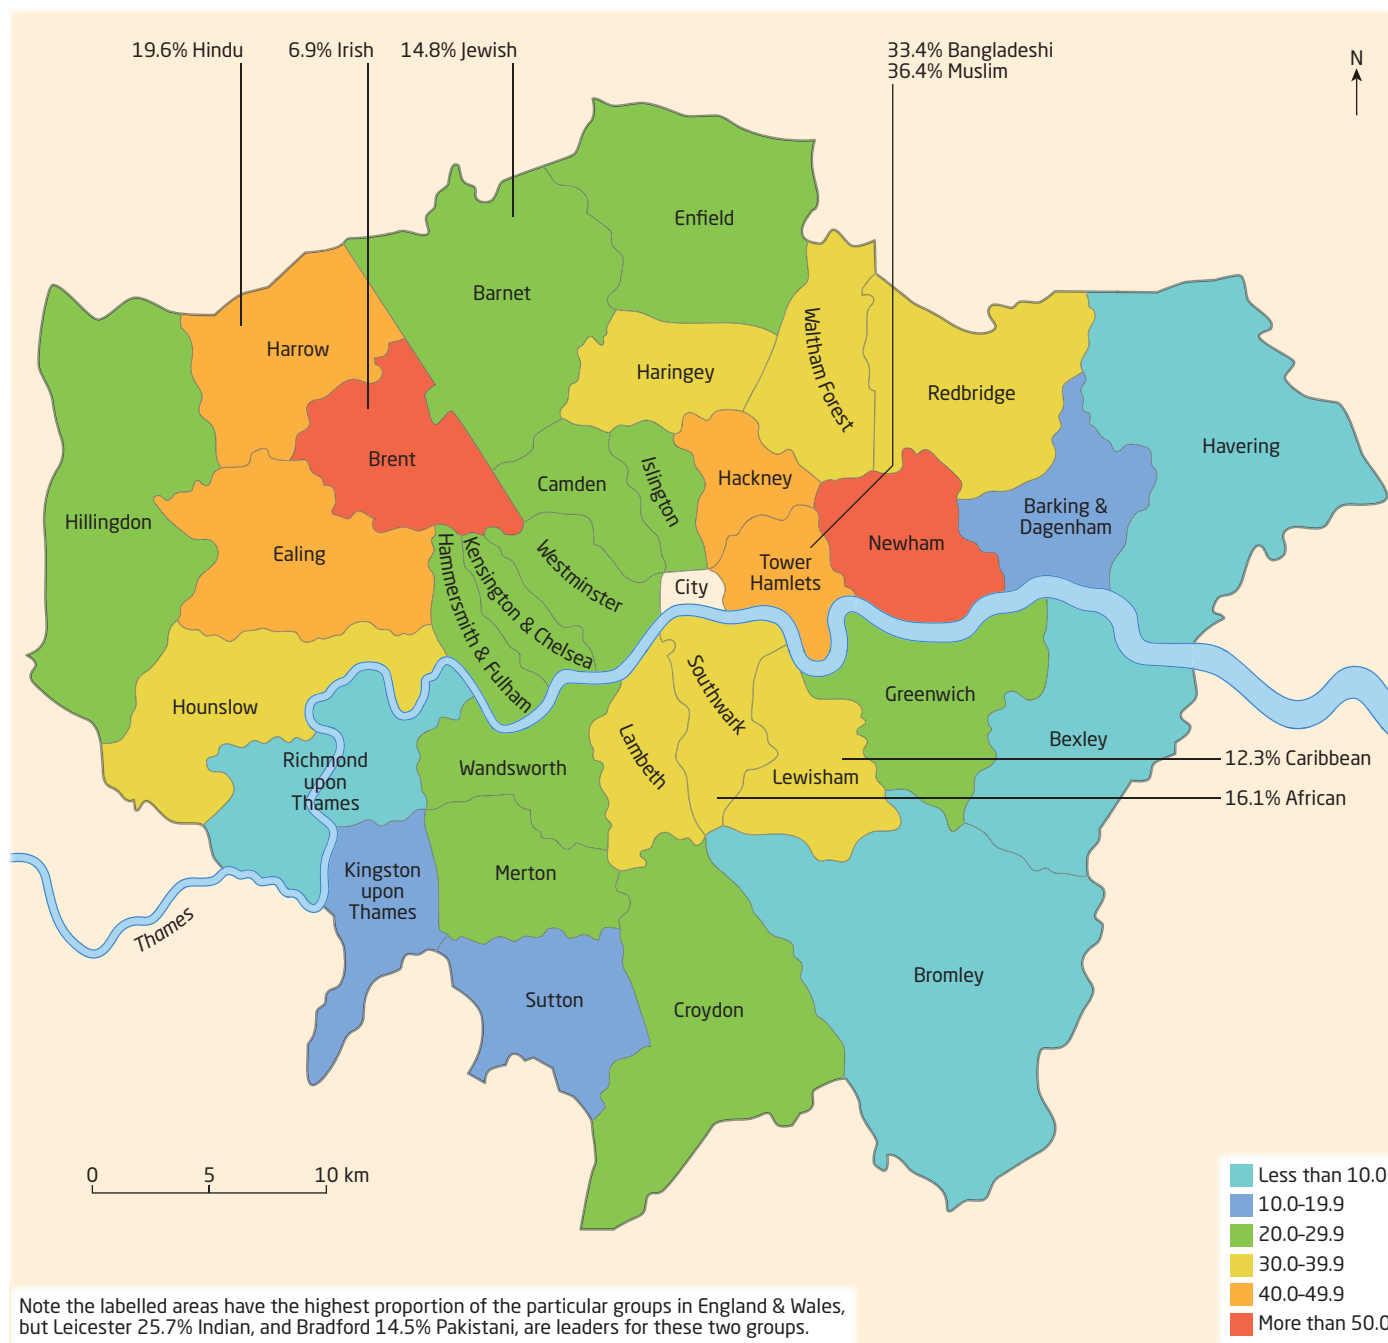 19.6% Hindu
6.9% Irish
14.8% Jewish
33.4% Bangladeshi
36.4% Muslim
N
Enfield
Barnet
Harrow
Haringey
Waltham Forest
Redbridge
Havering
Brent
Camden
Islington
Hackney
Hillingdon
Barking &
Dagenham
Ealing
Hammersmith & Fulham
Kensington & Chelsea
Westminster
City
Tower
Hamlets
Newham
Hounslow
Richmond
upon
Thames
Wandsworth
Lambeth
Southwark
Lewisham
Greenwich
Bexley
12.3% Caribbean
16.1% African
Kingston
upon
Thames
Merton
Thames
Sutton
Croydon
Bromley
0 5 10 km
Less than 10.0
10.0–19.9
20.0–29.9
30.0–39.9
40.0–49.9
More than 50.0
Note the labelled areas have the highest proportion of the particular groups in England & Wales,
but Leicester 25.7% Indian, and Bradford 14.5% Pakistani, are leaders for these two groups.